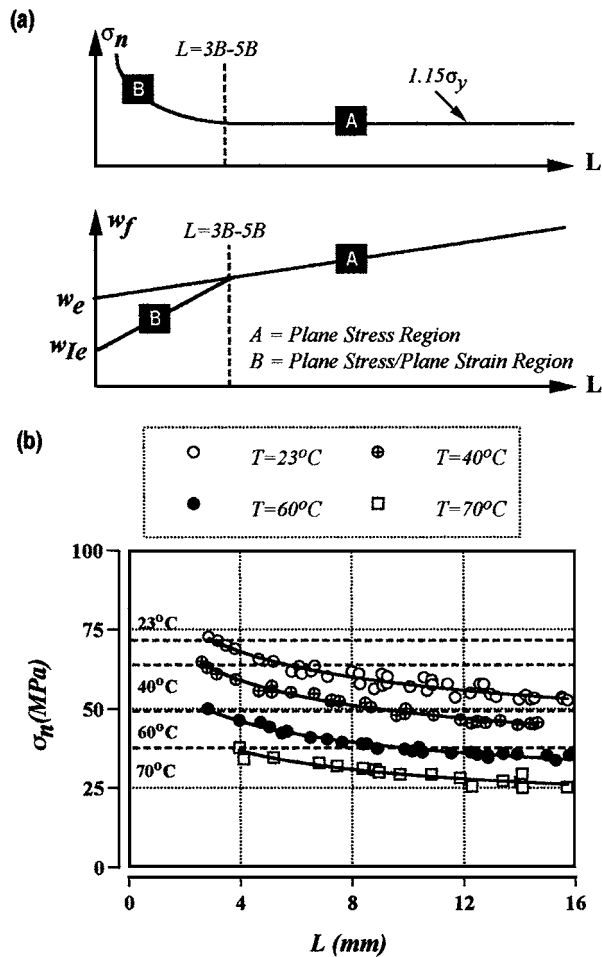 (a)
σn
L=3B-5B
1.15σy
B
A
L
wf
L=3B-5B
A
we
B
wIe
A = Plane Stress Region
B = Plane Stress/Plane Strain Region
L
(b)
T=23°C
T=40°C
T=60°C
T=70°C
100
75
50
25
0
σn(MPa)
23°C
40°C
60°C
70°C
0
4
8
12
16
L (mm)